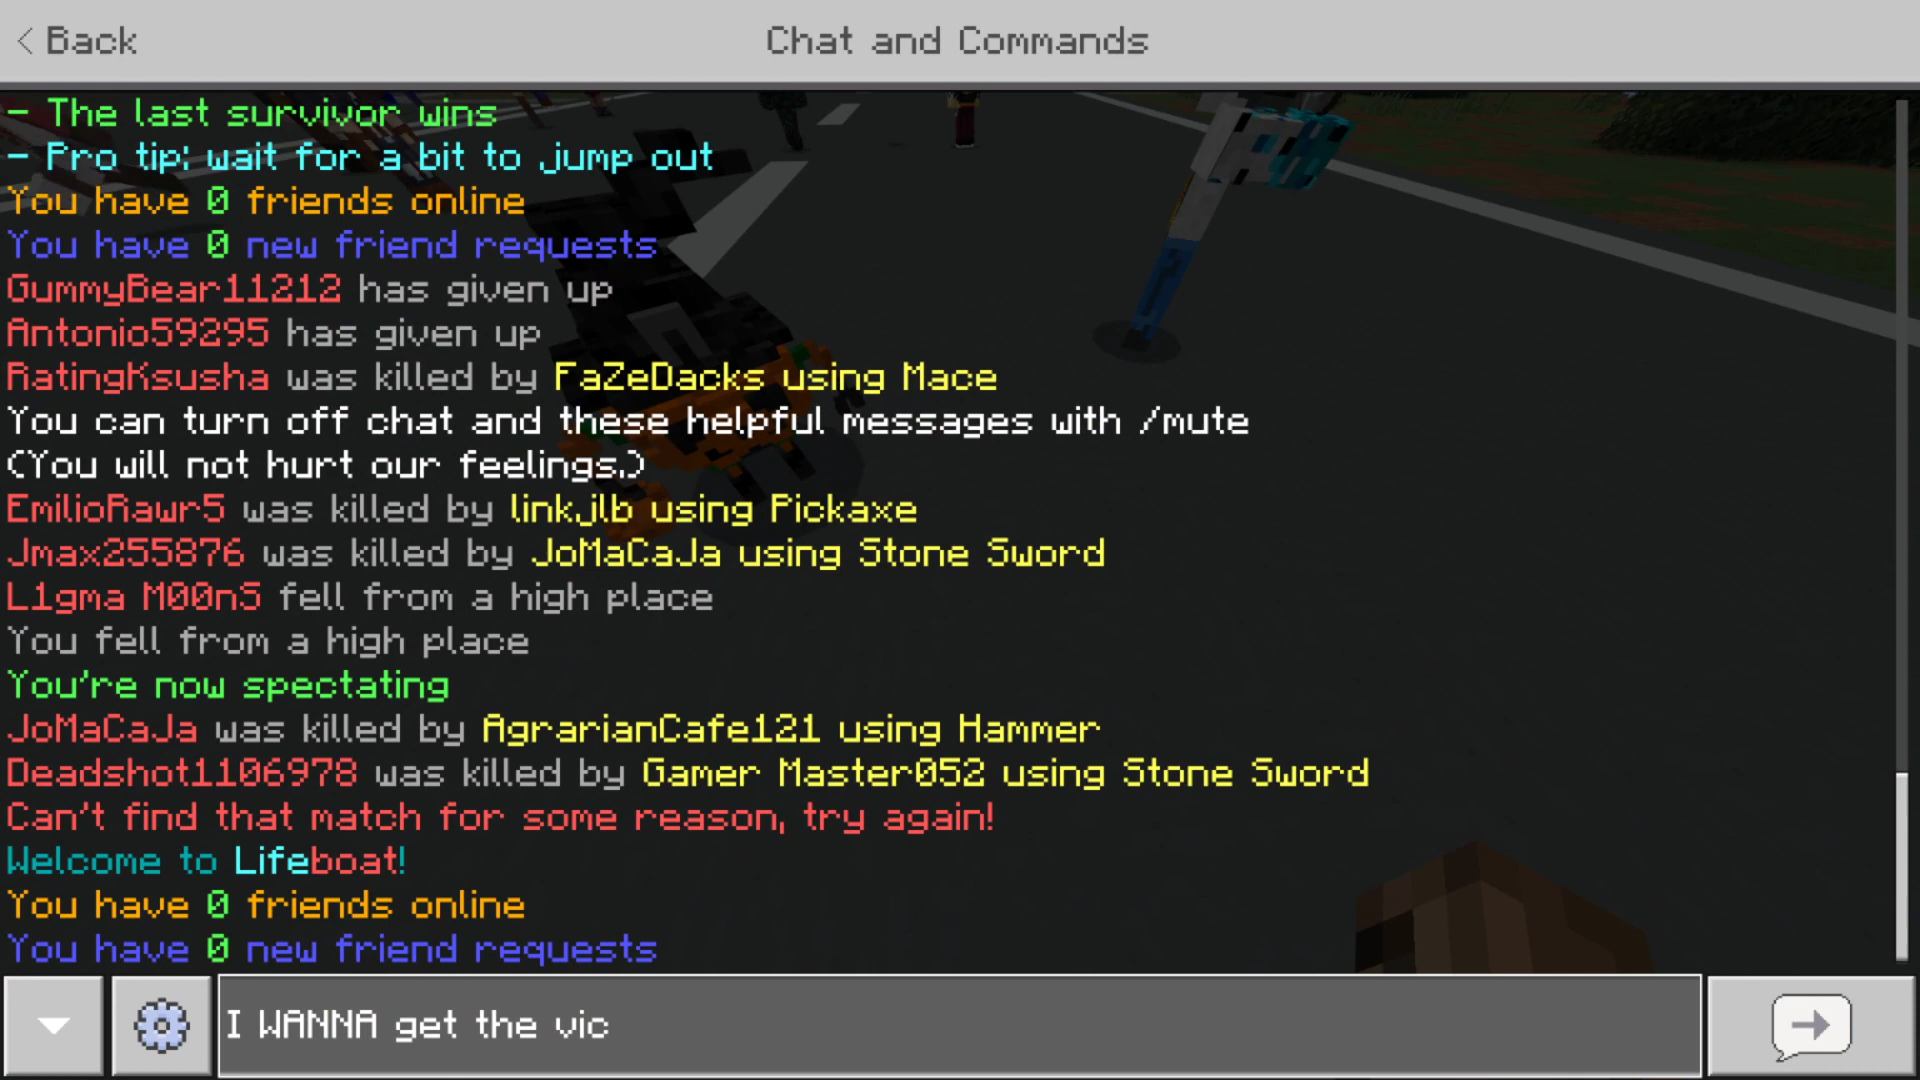 Back
Chat and Commands
- The last survivor wins
- Pro tip: wait for a bit to jump out
You have 0 friends online
You have 0 new friend requests
GummyBear11212 has given up
Antonio59295 has given up
RatingKsusha was killed by FaZeDacks using Mace
You can turn off chat and these helpful messages with /mute
(You will not hurt our feelings.)
EmilioRawr5 was killed by linkjlb using Pickaxe
Jmax255876 was killed by JoMaCaJa using Stone Sword
L1gma M00nS fell from a high place
You fell from a high place
You're now spectating
JoMaCaJa was killed by AgrarianCafe121 using Hammer
Deadshot1106978 was killed by Gamer Master052 using Stone Sword
Can't find that match for some reason, try again!
Welcome to Lifeboat!
You have 0 friends online
You have 0 new friend requests
I WANNA get the vic